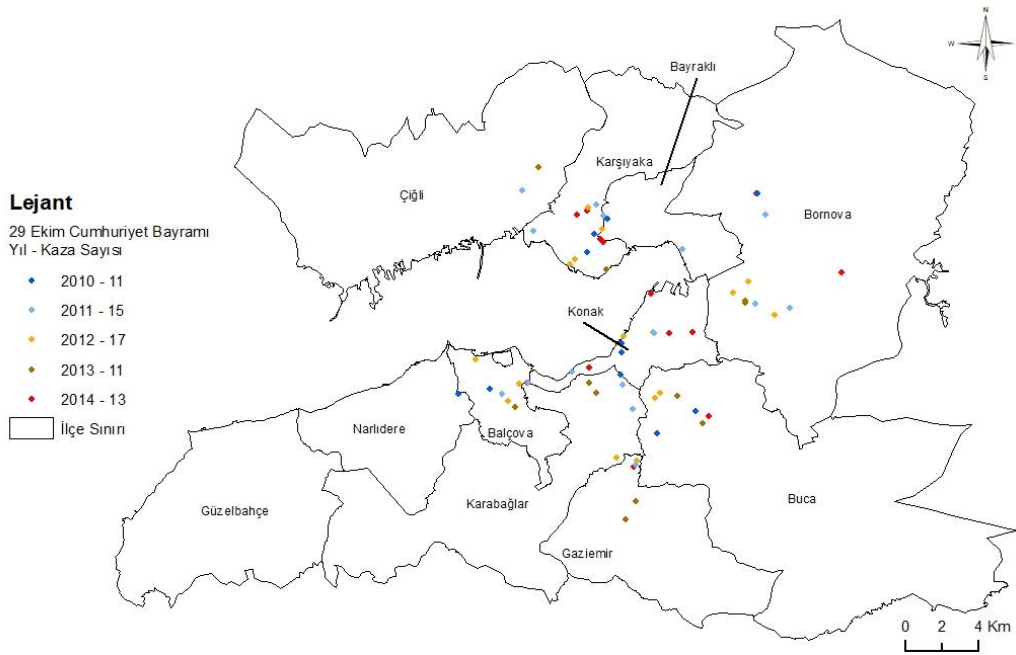 N
W E
S
Bayraklı
Karşıyaka
Çiğli
Bornova
Lejant
29 Ekim Cumhuriyet Bayramı
Yıl - Kaza Sayısı
2010 - 11
2011 - 15
2012 - 17
2013 - 11
2014 - 13
İlçe Sınırı
Konak
Narlıdere
Balçova
Güzelbahçe
Karabağlar
Buca
Gaziemir
0 2 4 Km